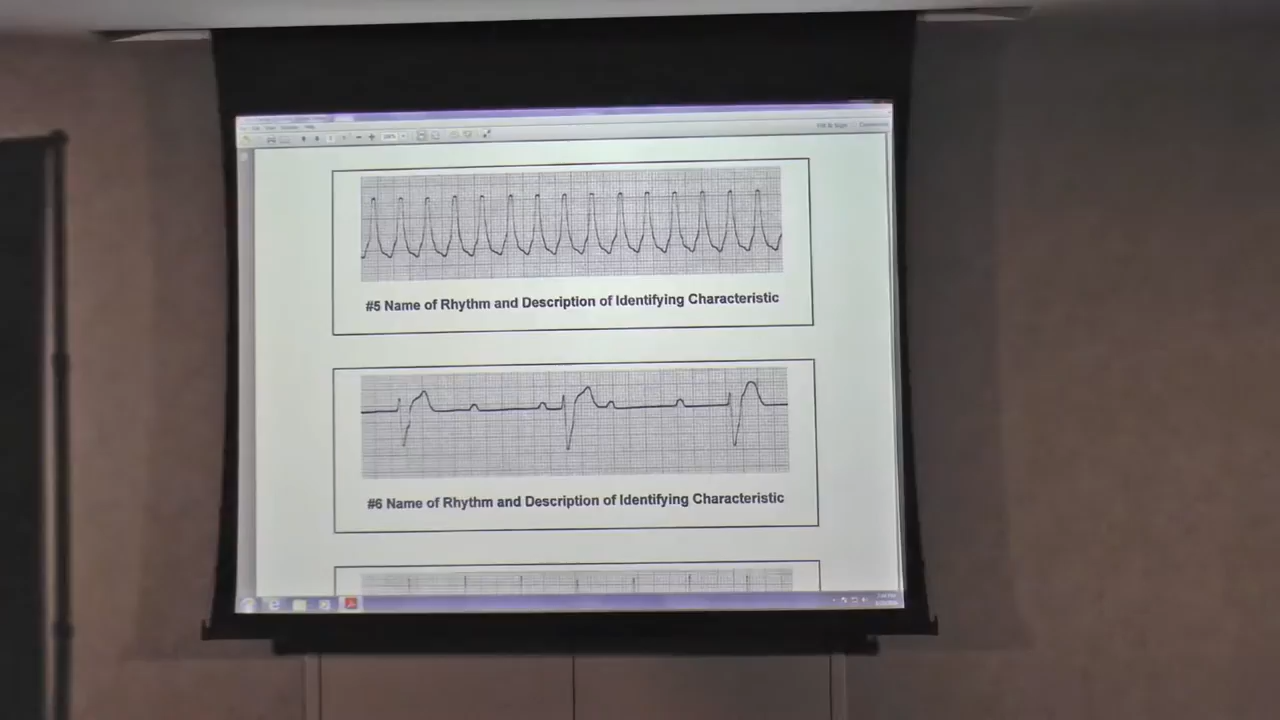 #5 Name of Rhythm and Description of Identifying Characteristic
#6 Name of Rhythm and Description of Identifying Characteristic